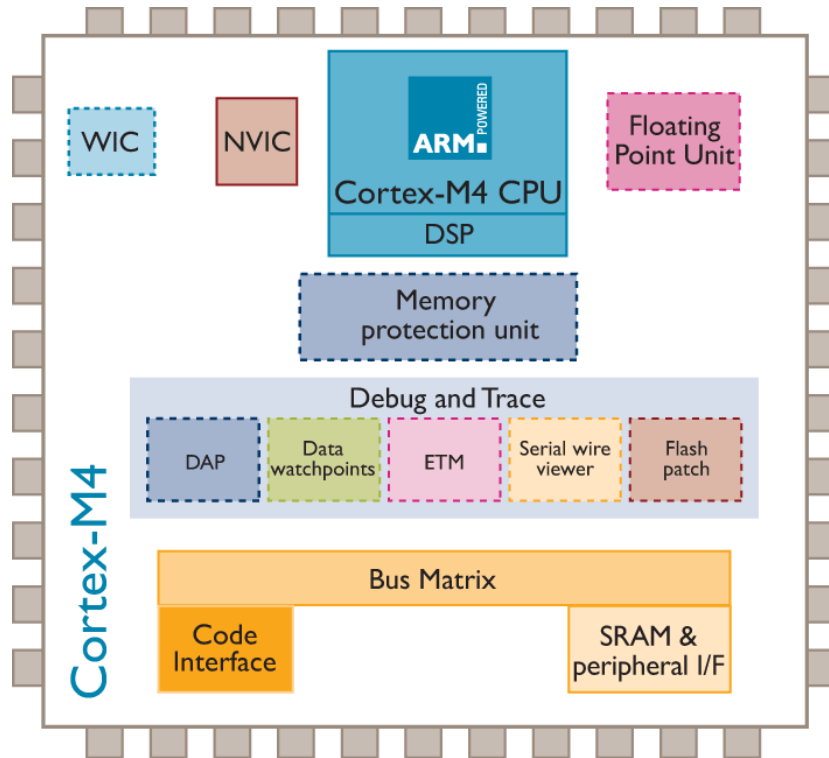 WIC
NVIC
ARM POWERED
Cortex-M4 CPU
DSP
Floating
Point Unit
Memory
protection unit
Debug and Trace
DAP
Data
watchpoints
ETM
Serial wire
viewer
Flash
patch
Cortex-M4
Bus Matrix
Code
Interface
SRAM &
peripheral I/F